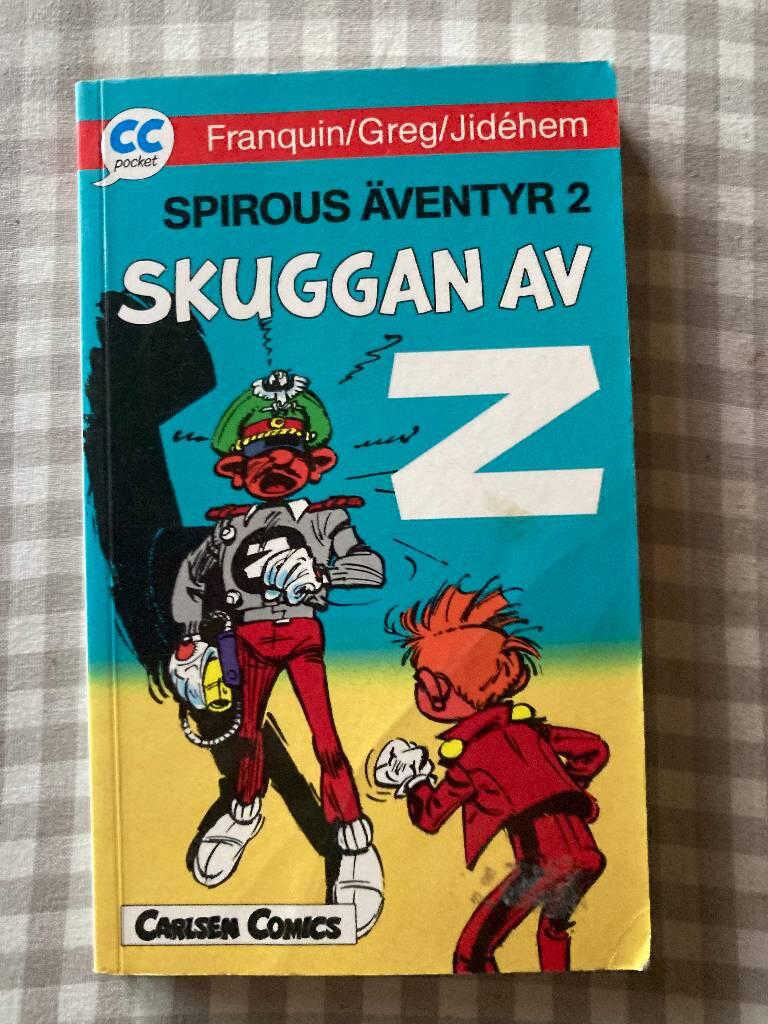 CC
pocket
Franquin/Greg/Jidéhem
SPIROUS ÄVENTYR 2
SKUGGAN AV
Z
Z
CARLSEN COMICS